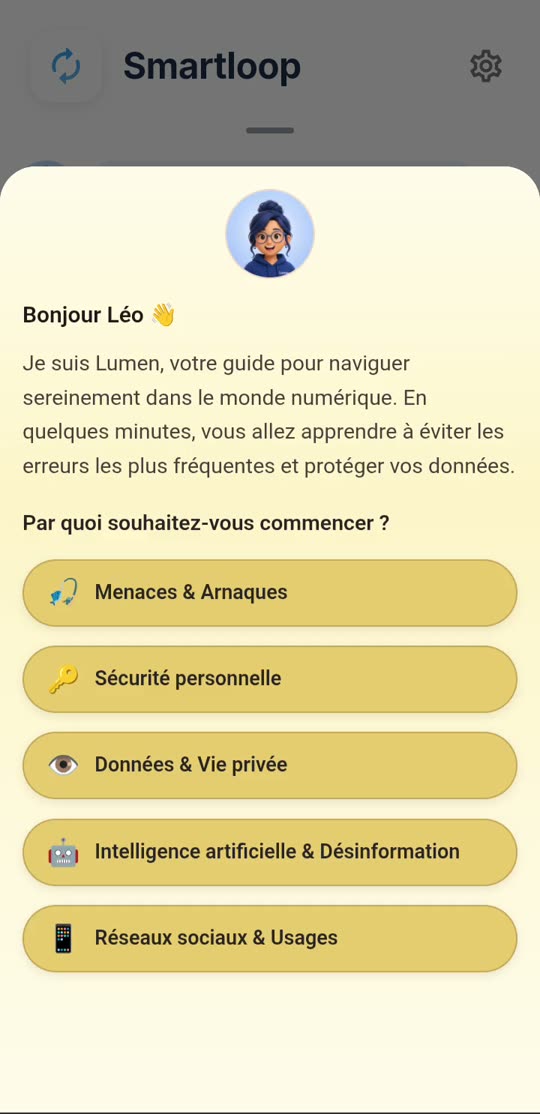 Smartloop
Bonjour Léo 👋
Je suis Lumen, votre guide pour naviguer
sereinement dans le monde numérique. En
quelques minutes, vous allez apprendre à éviter les
erreurs les plus fréquentes et protéger vos données.
Par quoi souhaitez-vous commencer ?
🎣 Menaces & Arnaques
🔑 Sécurité personnelle
👁️ Données & Vie privée
🤖 Intelligence artificielle & Désinformation
📱 Réseaux sociaux & Usages